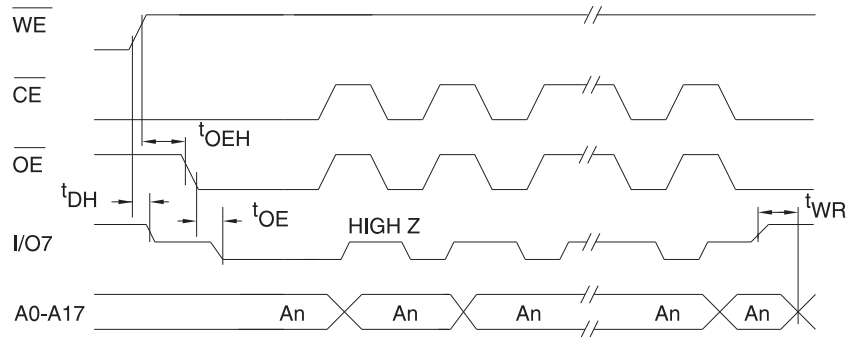 WE
CE
tOEH
OE
tDH
tOE
tWR
HIGH Z
I/O7
A0-A17 An An An An An